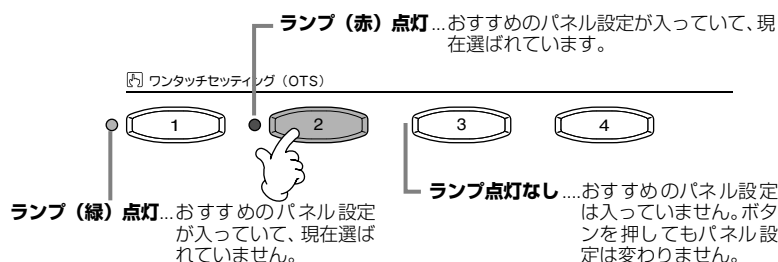 ランプ（赤）点灯...おすすめのパネル設定が入っていて、現
在選ばれています。
ワンタッチセッティング（OTS）
1 2 3 4
ランプ（緑）点灯...おすすめのパネル設定
が入っていて、現在選ば
れていません。
ランプ点灯なし....おすすめのパネル設定
は入っていません。ボタ
ンを押してもパネル設
定は変わりません。